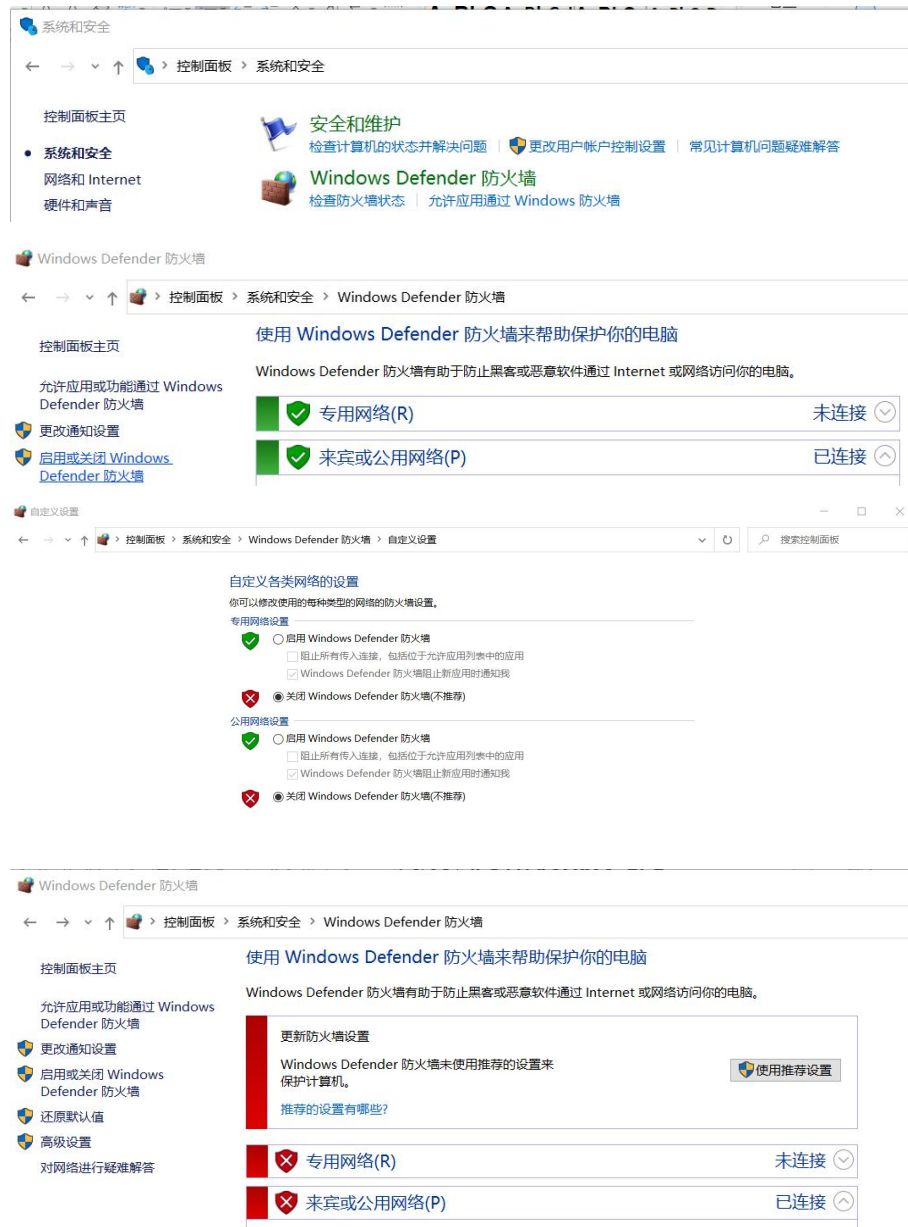 系统和安全
控制面板 › 系统和安全
控制面板主页
系统和安全
网络和 Internet
硬件和声音
安全和维护
检查计算机的状态并解决问题 更改用户帐户控制设置 常见计算机问题疑难解答
Windows Defender 防火墙
检查防火墙状态 允许应用通过 Windows 防火墙
Windows Defender 防火墙
控制面板 › 系统和安全 › Windows Defender 防火墙
控制面板主页
允许应用或功能通过 Windows
Defender 防火墙
更改通知设置
启用或关闭 Windows
Defender 防火墙
使用 Windows Defender 防火墙来帮助保护你的电脑
Windows Defender 防火墙有助于防止黑客或恶意软件通过 Internet 或网络访问你的电脑。
专用网络(R) 未连接
来宾或公用网络(P) 已连接
自定义设置
控制面板 › 系统和安全 › Windows Defender 防火墙 › 自定义设置 搜索控制面板
自定义各类网络的设置
你可以修改使用的每种类型的网络的防火墙设置。
专用网络设置
启用 Windows Defender 防火墙
阻止所有传入连接，包括位于允许应用列表中的应用
Windows Defender 防火墙阻止新应用时通知我
关闭 Windows Defender 防火墙(不推荐)
公用网络设置
启用 Windows Defender 防火墙
阻止所有传入连接，包括位于允许应用列表中的应用
Windows Defender 防火墙阻止新应用时通知我
关闭 Windows Defender 防火墙(不推荐)
Windows Defender 防火墙
控制面板 › 系统和安全 › Windows Defender 防火墙
控制面板主页
允许应用或功能通过 Windows
Defender 防火墙
更改通知设置
启用或关闭 Windows
Defender 防火墙
还原默认值
高级设置
对网络进行疑难解答
使用 Windows Defender 防火墙来帮助保护你的电脑
Windows Defender 防火墙有助于防止黑客或恶意软件通过 Internet 或网络访问你的电脑。
更新防火墙设置
Windows Defender 防火墙未使用推荐的设置来
保护计算机。
使用推荐设置
推荐的设置有哪些?
专用网络(R) 未连接
来宾或公用网络(P) 已连接